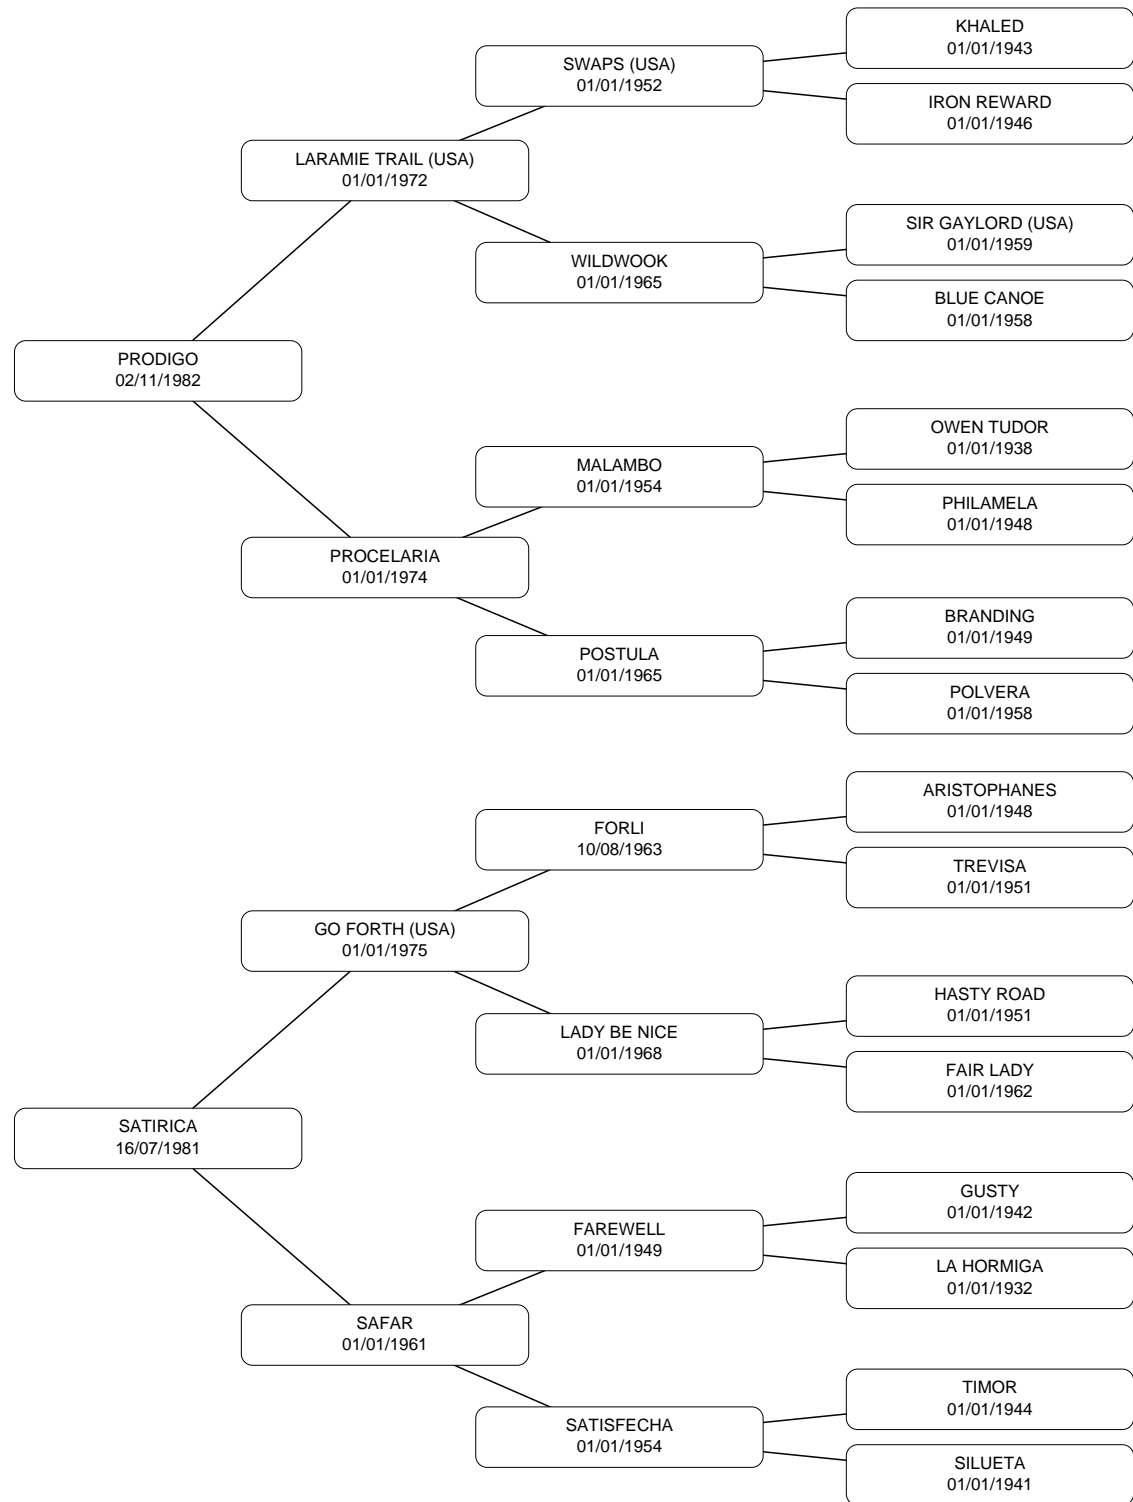 KHALED
01/01/1943
SWAPS (USA)
01/01/1952
IRON REWARD
01/01/1946
LARAMIE TRAIL (USA)
01/01/1972
SIR GAYLORD (USA)
01/01/1959
WILDWOOK
01/01/1965
BLUE CANOE
01/01/1958
PRODIGO
02/11/1982
OWEN TUDOR
01/01/1938
MALAMBO
01/01/1954
PHILAMELA
01/01/1948
PROCELARIA
01/01/1974
BRANDING
01/01/1949
POSTULA
01/01/1965
POLVERA
01/01/1958
ARISTOPHANES
01/01/1948
FORLI
10/08/1963
TREVISA
01/01/1951
GO FORTH (USA)
01/01/1975
HASTY ROAD
01/01/1951
LADY BE NICE
01/01/1968
FAIR LADY
01/01/1962
SATIRICA
16/07/1981
GUSTY
01/01/1942
FAREWELL
01/01/1949
LA HORMIGA
01/01/1932
SAFAR
01/01/1961
TIMOR
01/01/1944
SATISFECHA
01/01/1954
SILUETA
01/01/1941